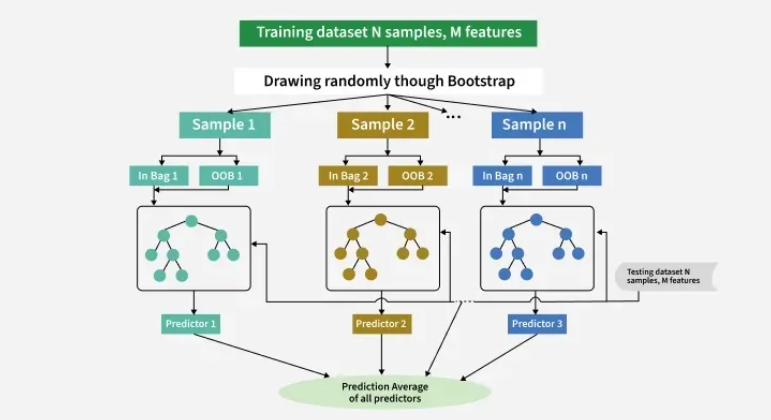 Training dataset N samples, M features
Drawing randomly though Bootstrap
Sample 1
Sample 2
...
Sample n
In Bag 1
OOB 1
In Bag 2
OOB 2
In Bag n
OOB n
Testing dataset N
samples, M features
Predictor 1
Predictor 2
Predictor 3
Prediction Average
of all predictors